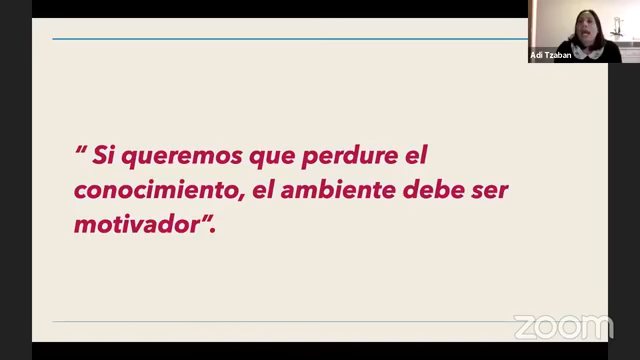 Adi Tzaban
“ Si queremos que perdure el
conocimiento, el ambiente debe ser
motivador”.
zoom